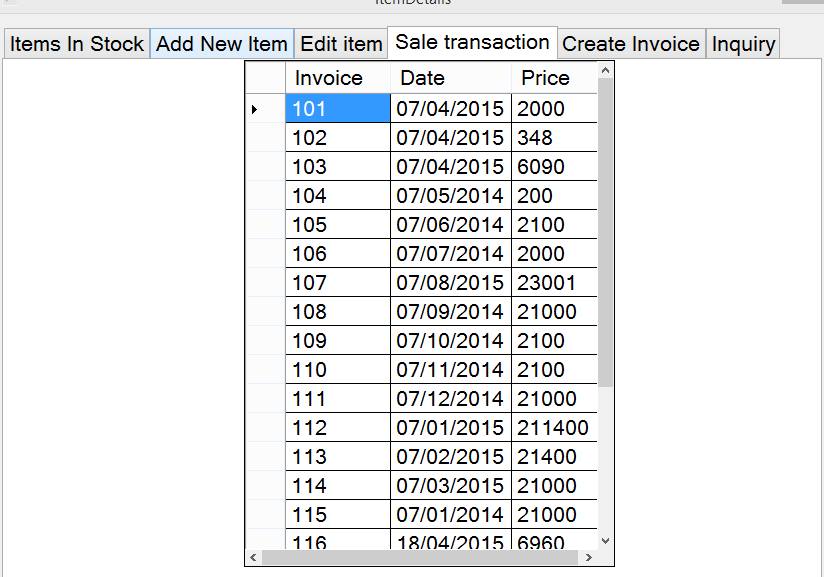 ItemDetails
Items In Stock Add New Item Edit item Sale transaction Create Invoice Inquiry
Invoice Date Price
101 07/04/2015 2000
102 07/04/2015 348
103 07/04/2015 6090
104 07/05/2014 200
105 07/06/2014 2100
106 07/07/2014 2000
107 07/08/2015 23001
108 07/09/2014 21000
109 07/10/2014 2100
110 07/11/2014 2100
111 07/12/2014 21000
112 07/01/2015 211400
113 07/02/2015 21400
114 07/03/2015 21000
115 07/01/2014 21000
116 18/04/2015 6960